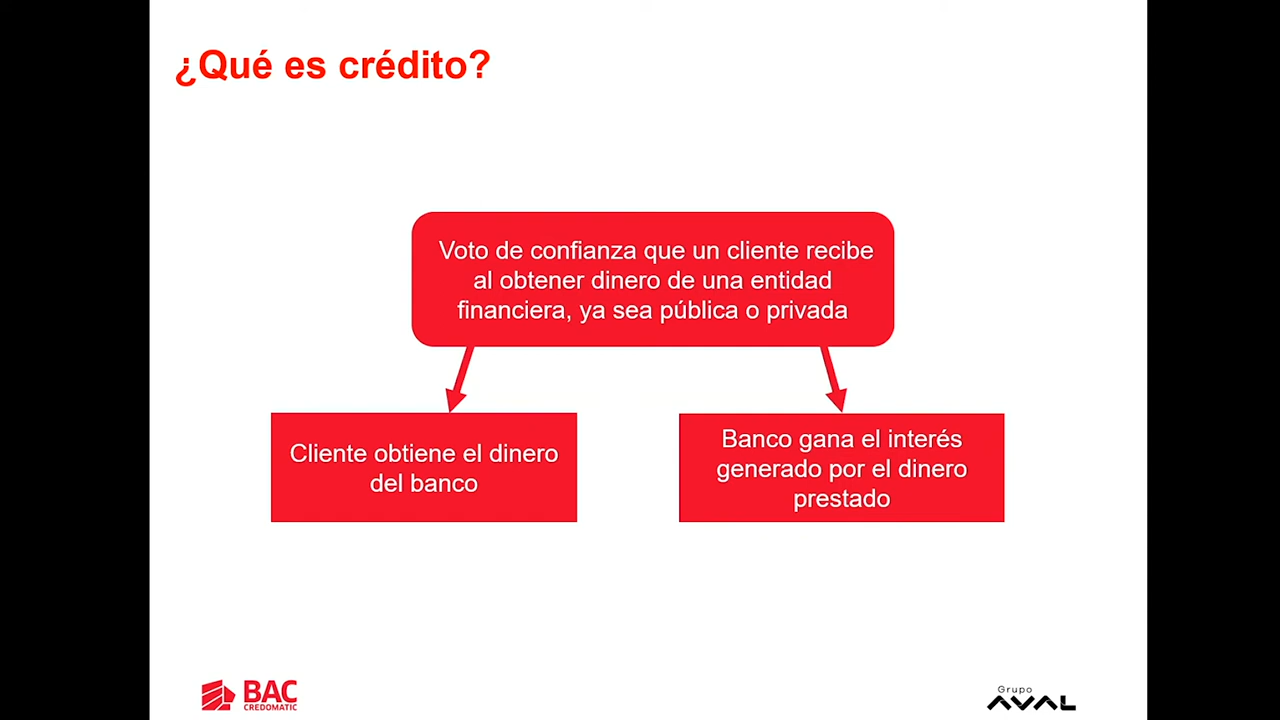 ¿Qué es crédito?
Voto de confianza que un cliente recibe
al obtener dinero de una entidad
financiera, ya sea pública o privada
Cliente obtiene el dinero
del banco
Banco gana el interés
generado por el dinero
prestado
BAC
CREDOMATIC
Grupo
AVAL